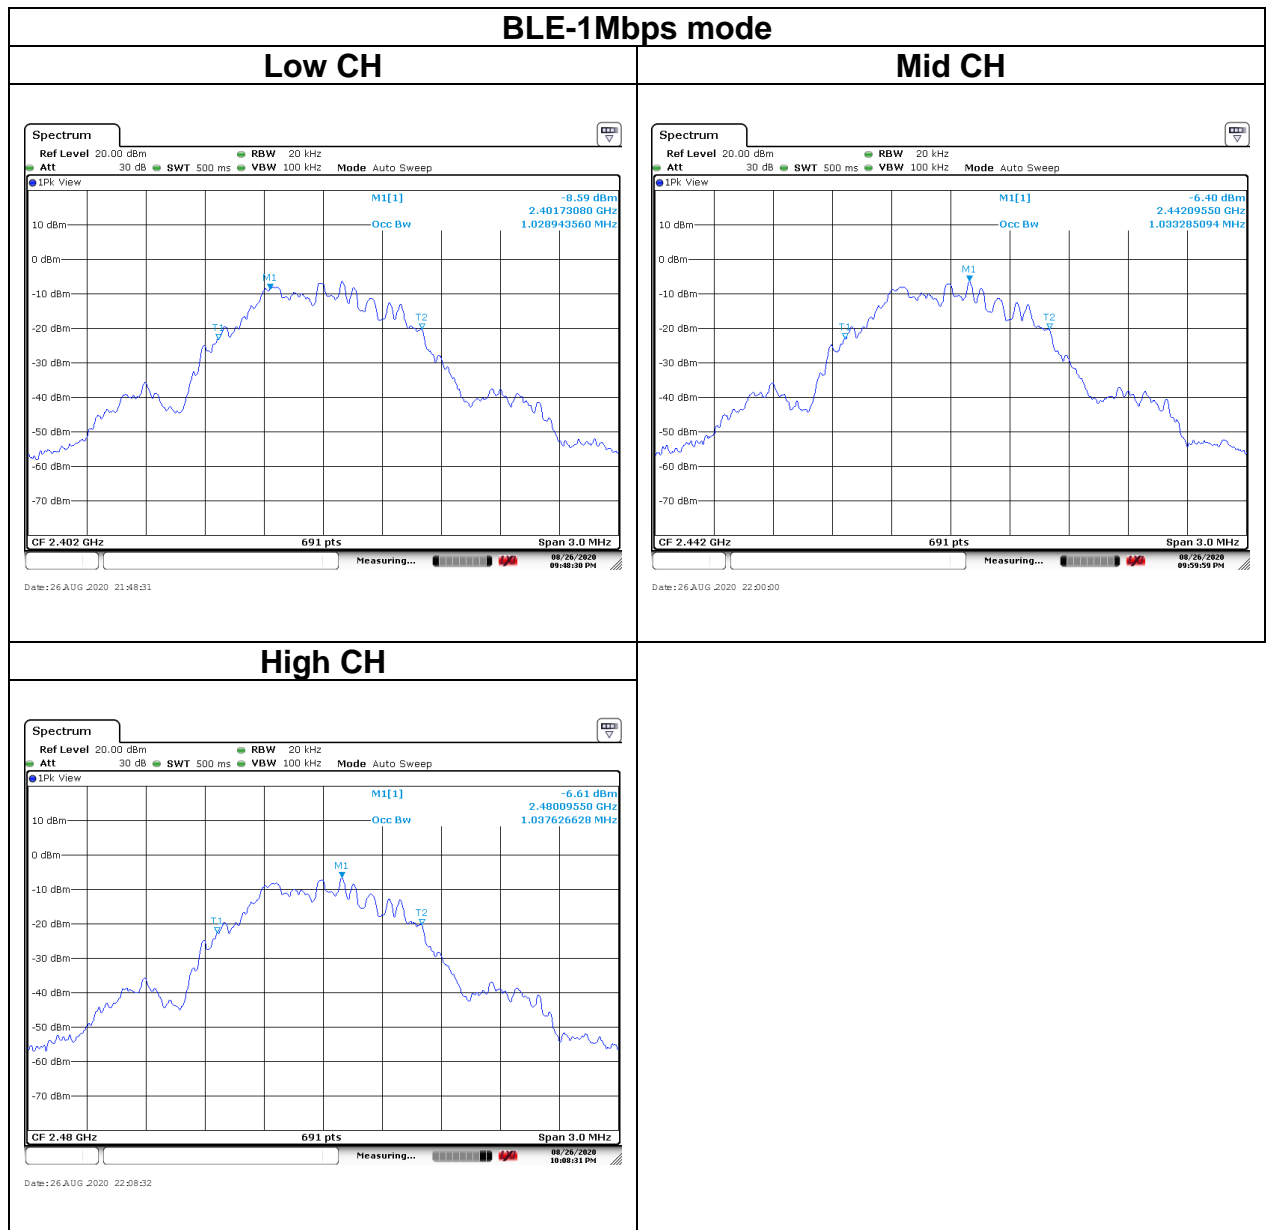 BLE-1Mbps mode
Low CH
Mid CH
Spectrum
Ref Level 20.00 dBm RBW 20 kHz
Att 30 dB SWT 500 ms VBW 100 kHz Mode Auto Sweep
1Pk View
M1[1] -8.59 dBm
2.40173080 GHz
10 dBm Occ Bw 1.028943560 MHz
0 dBm
M1
-10 dBm
T1 T2
-20 dBm
-30 dBm
-40 dBm
-50 dBm
-60 dBm
-70 dBm
CF 2.402 GHz 691 pts Span 3.0 MHz
Measuring... 08/26/2020
09:48:30 PM
Date: 26.AUG.2020 21:48:31
Spectrum
Ref Level 20.00 dBm RBW 20 kHz
Att 30 dB SWT 500 ms VBW 100 kHz Mode Auto Sweep
1Pk View
M1[1] -6.40 dBm
2.44209550 GHz
10 dBm Occ Bw 1.033285094 MHz
0 dBm
M1
-10 dBm
T1 T2
-20 dBm
-30 dBm
-40 dBm
-50 dBm
-60 dBm
-70 dBm
CF 2.442 GHz 691 pts Span 3.0 MHz
Measuring... 08/26/2020
09:59:59 PM
Date: 26.AUG.2020 22:00:00
High CH
Spectrum
Ref Level 20.00 dBm RBW 20 kHz
Att 30 dB SWT 500 ms VBW 100 kHz Mode Auto Sweep
1Pk View
M1[1] -6.61 dBm
2.48009550 GHz
10 dBm Occ Bw 1.037626628 MHz
0 dBm
M1
-10 dBm
T1 T2
-20 dBm
-30 dBm
-40 dBm
-50 dBm
-60 dBm
-70 dBm
CF 2.48 GHz 691 pts Span 3.0 MHz
Measuring... 08/26/2020
10:08:31 PM
Date: 26.AUG.2020 22:08:32